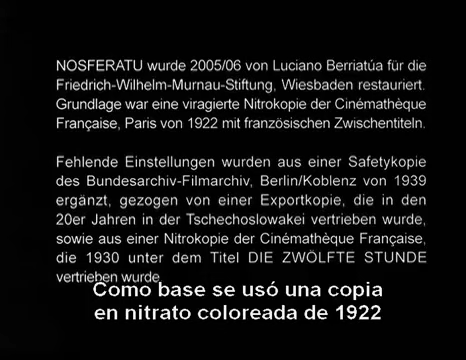 NOSFERATU wurde 2005/06 von Luciano Berriatúa für die
Friedrich-Wilhelm-Murnau-Stiftung, Wiesbaden restauriert.
Grundlage war eine viragierte Nitrokopie der Cinémathèque
Française, Paris von 1922 mit französischen Zwischentiteln.
Fehlende Einstellungen wurden aus einer Safetykopie
des Bundesarchiv-Filmarchiv, Berlin/Koblenz von 1939
ergänzt, gezogen von einer Exportkopie, die in den
20er Jahren in der Tschechoslowakei vertrieben wurde,
sowie aus einer Nitrokopie der Cinémathèque Française,
die 1930 unter dem Titel DIE ZWÖLFTE STUNDE
vertrieben wurde
Como base se usó una copia
en nitrato coloreada de 1922